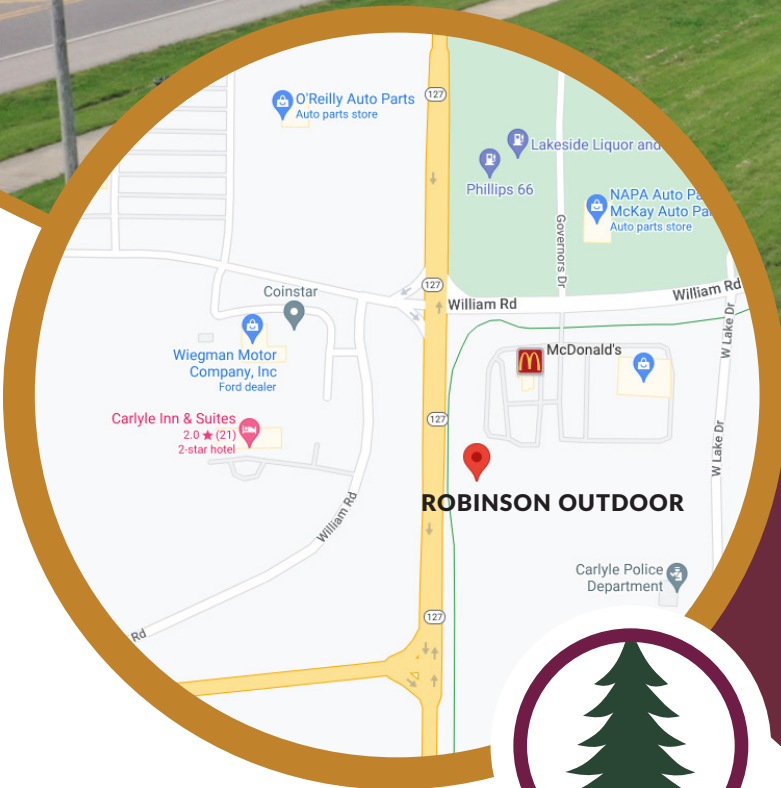 127
O'Reilly Auto Parts
Auto parts store
Lakeside Liquor and
Phillips 66
NAPA Auto
McKay Auto
Auto parts store
Governors Dr
127
Coinstar
William Rd
William Rd
W Lake Dr
Wiegman Motor
Company, Inc
Ford dealer
McDonald's
Carlyle Inn & Suites
2.0 ★ (21)
2-star hotel
127
W Lake Dr
ROBINSON OUTDOOR
William Rd
Carlyle Police
Department
127
Rd